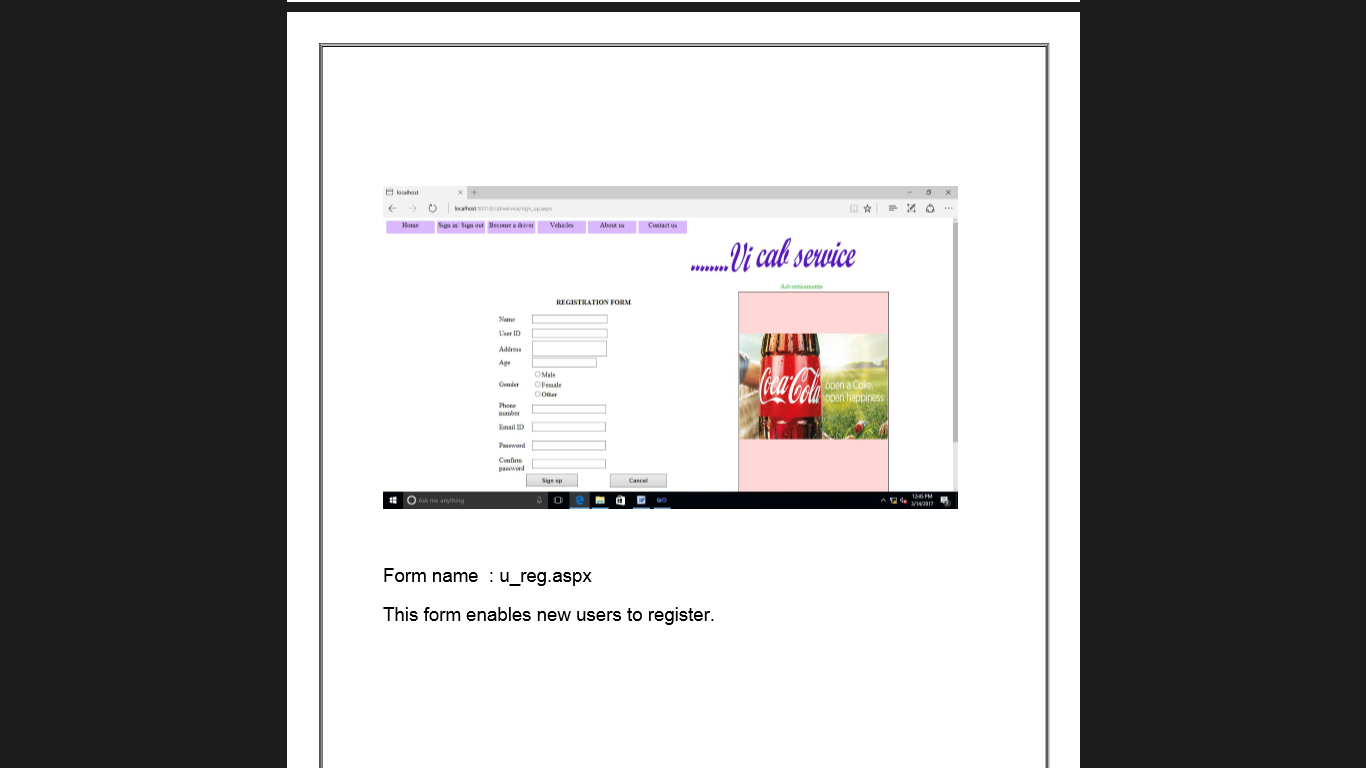 localhost
localhost:50310/cabservice/sign_up.aspx
Home Sign in/ Sign out Become a driver Vehicles About us Contact us
........Vi cab service
Advertisements
REGISTRATION FORM
Name
User ID
Address
Age
Gender
Male
Female
Other
Phone
number
Email ID
Password
Confirm
password
Sign up Cancel
Coca-Cola
open a Coke,
open happiness
Ask me anything
12:45 PM
3/14/2017
Form name : u_reg.aspx
This form enables new users to register.